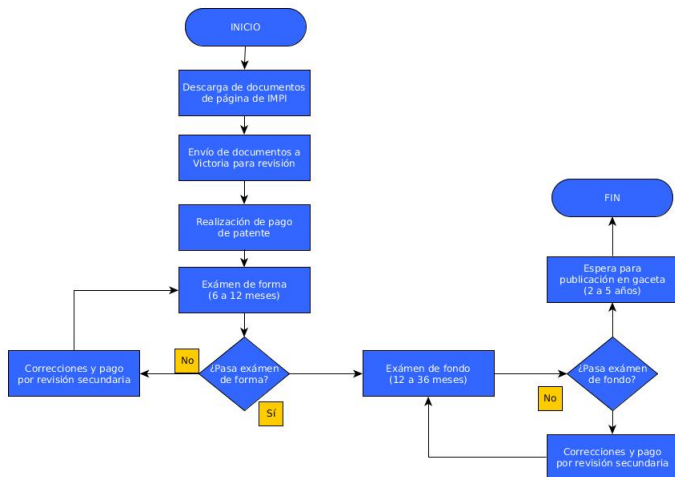 INICIO
Descarga de documentos
de página de IMPI
Envío de documentos a
Victoria para revisión
Realización de pago
de patente
Exámen de forma
(6 a 12 meses)
¿Pasa exámen
de forma?
No
Correcciones y pago
por revisión secundaria
Sí
Exámen de fondo
(12 a 36 meses)
¿Pasa exámen
de fondo?
No
Correcciones y pago
por revisión secundaria
Espera para
publicación en gaceta
(2 a 5 años)
FIN